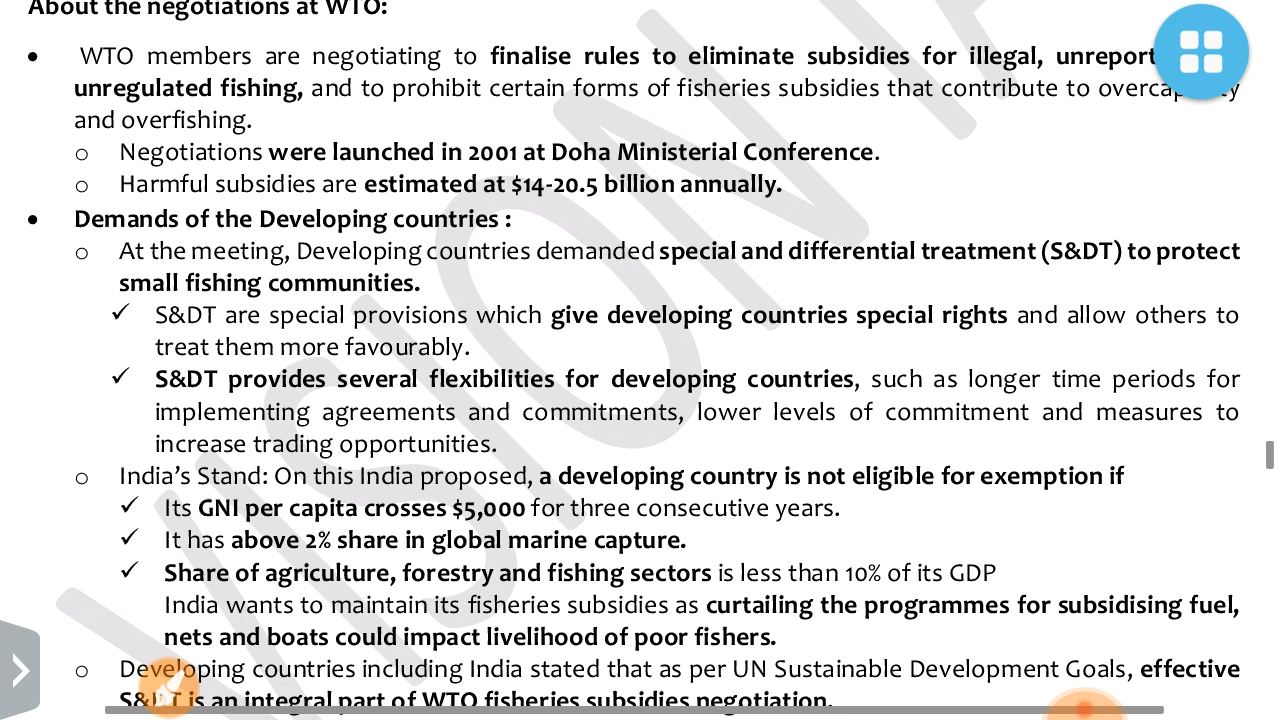 About the negotiations at WTO:
• WTO members are negotiating to finalise rules to eliminate subsidies for illegal,
unregulated fishing, and to prohibit certain forms of fisheries subsidies that contribute to
and overfishing.
o Negotiations were launched in 2001 at Doha Ministerial Conference.
o Harmful subsidies are estimated at $14-20.5 billion annually.
• Demands of the Developing countries :
o At the meeting, Developing countries demanded special and differential treatment (S&DT) to protect
small fishing communities.
✓ S&DT are special provisions which give developing countries special rights and allow others to
treat them more favourably.
✓ S&DT provides several flexibilities for developing countries, such as longer time periods for
implementing agreements and commitments, lower levels of commitment and measures to
increase trading opportunities.
o India’s Stand: On this India proposed, a developing country is not eligible for exemption if
✓ Its GNI per capita crosses $5,000 for three consecutive years.
✓ It has above 2% share in global marine capture.
✓ Share of agriculture, forestry and fishing sectors is less than 10% of its GDP
India wants to maintain its fisheries subsidies as curtailing the programmes for subsidising fuel,
nets and boats could impact livelihood of poor fishers.
o Developing countries including India stated that as per UN Sustainable Development Goals, effective
S&DT is an integral part of WTO fisheries subsidies negotiation.